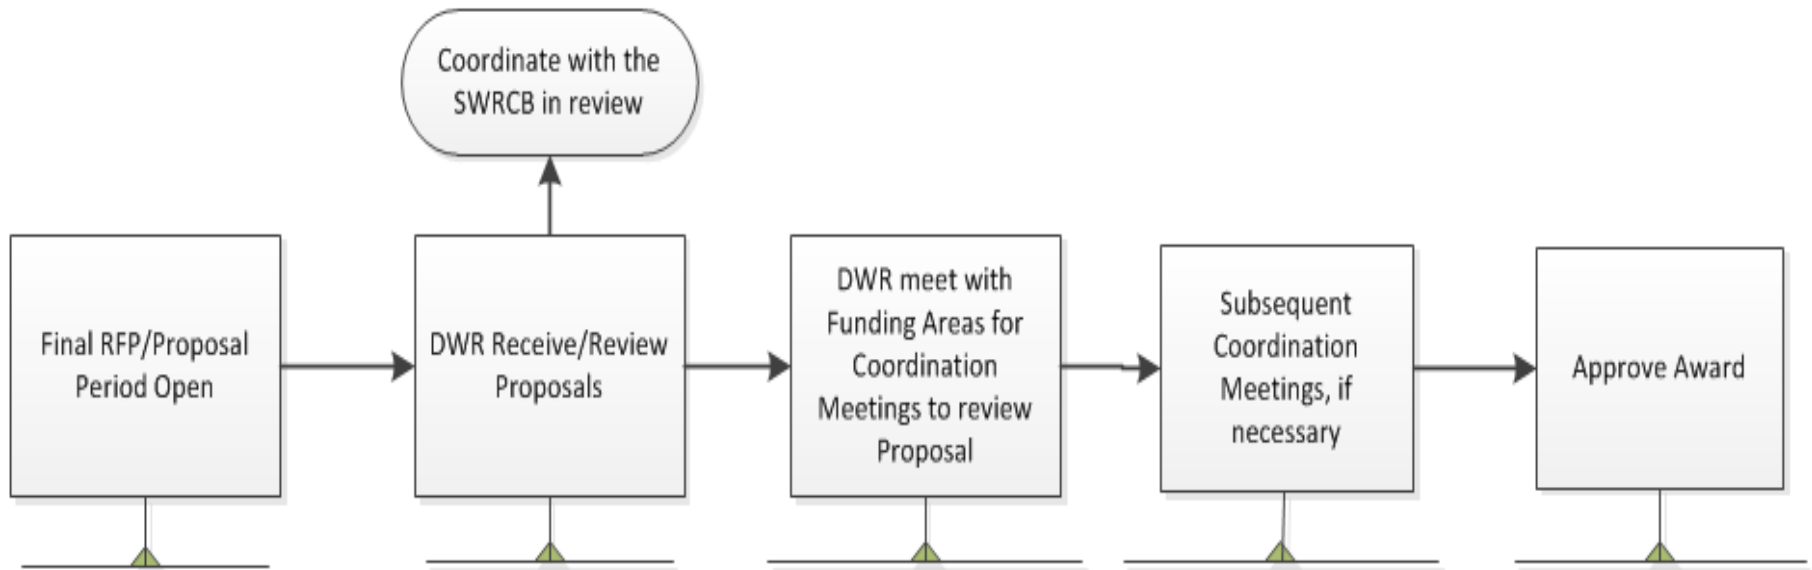 Coordinate with the
SWRCB in review
Final RFP/Proposal
Period Open
DWR Receive/Review
Proposals
DWR meet with
Funding Areas for
Coordination
Meetings to review
Proposal
Subsequent
Coordination
Meetings, if
necessary
Approve Award